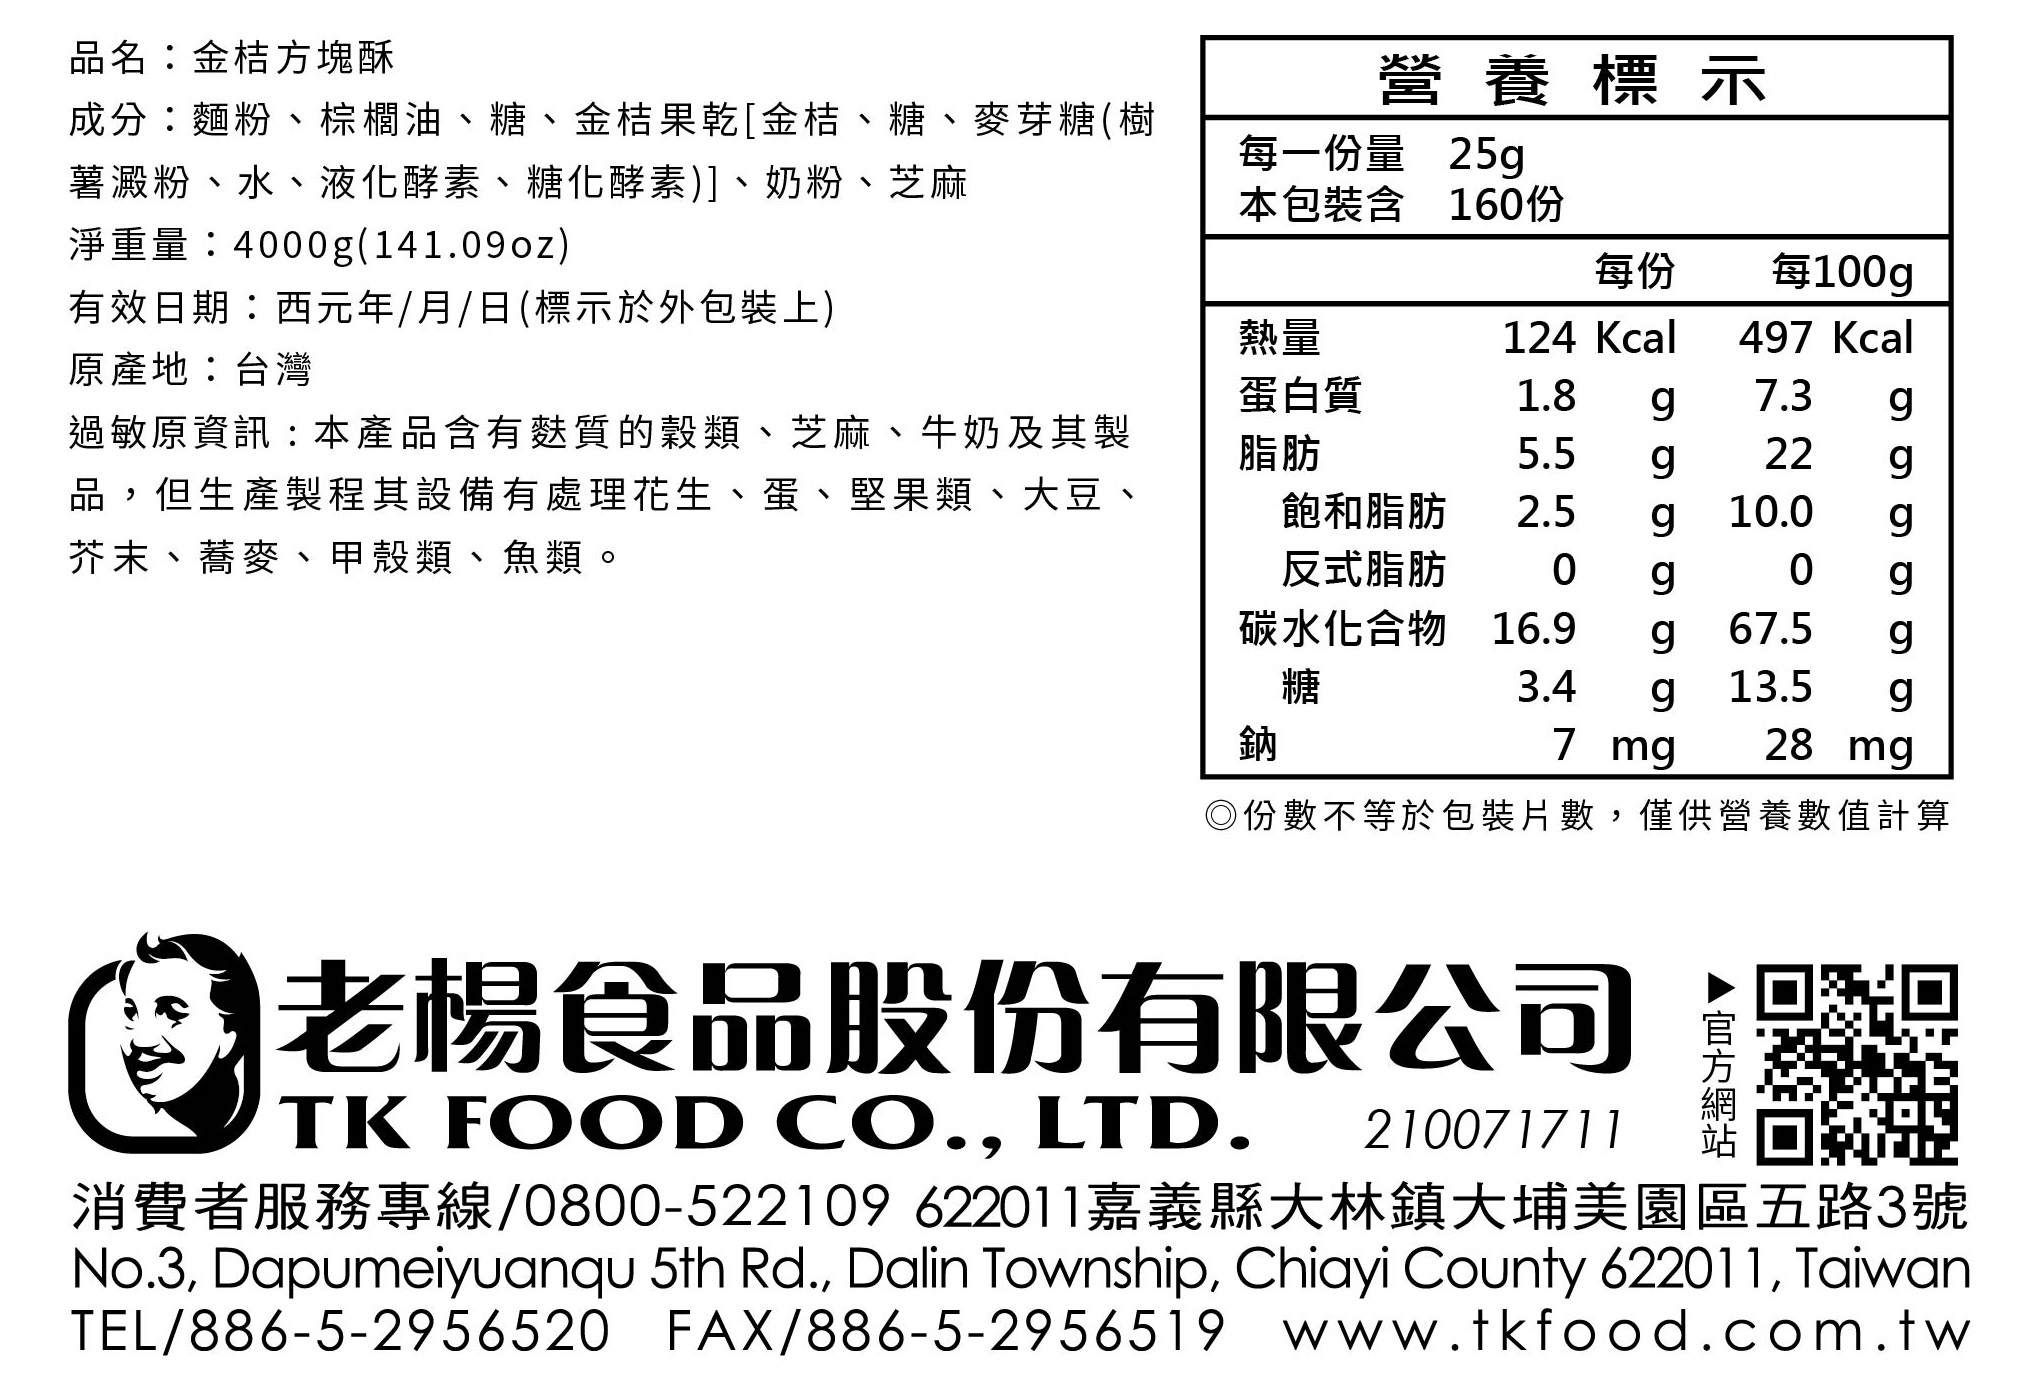 品名：金桔方塊酥
成分：麵粉、棕櫚油、糖、金桔果乾[金桔、糖、麥芽糖(樹
薯澱粉、水、液化酵素、糖化酵素)]、奶粉、芝麻
淨重量：4000g(141.09oz)
有效日期：西元年/月/日(標示於外包裝上)
原產地：台灣
過敏原資訊：本產品含有麩質的穀類、芝麻、牛奶及其製
品，但生產製程其設備有處理花生、蛋、堅果類、大豆、
芥末、蕎麥、甲殼類、魚類。
營養標示
每一份量 25g
本包裝含 160份
每份 每100g
熱量 124 Kcal 497 Kcal
蛋白質 1.8 g 7.3 g
脂肪 5.5 g 22 g
飽和脂肪 2.5 g 10.0 g
反式脂肪 0 g 0 g
碳水化合物 16.9 g 67.5 g
糖 3.4 g 13.5 g
鈉 7 mg 28 mg
◎份數不等於包裝片數，僅供營養數值計算
老楊食品股份有限公司
TK FOOD CO., LTD. 210071711
▶官方網站
消費者服務專線/0800-522109 622011嘉義縣大林鎮大埔美園區五路3號
No.3, Dapumeiyuanqu 5th Rd., Dalin Township, Chiayi County 622011, Taiwan
TEL/886-5-2956520 FAX/886-5-2956519 www.tkfood.com.tw